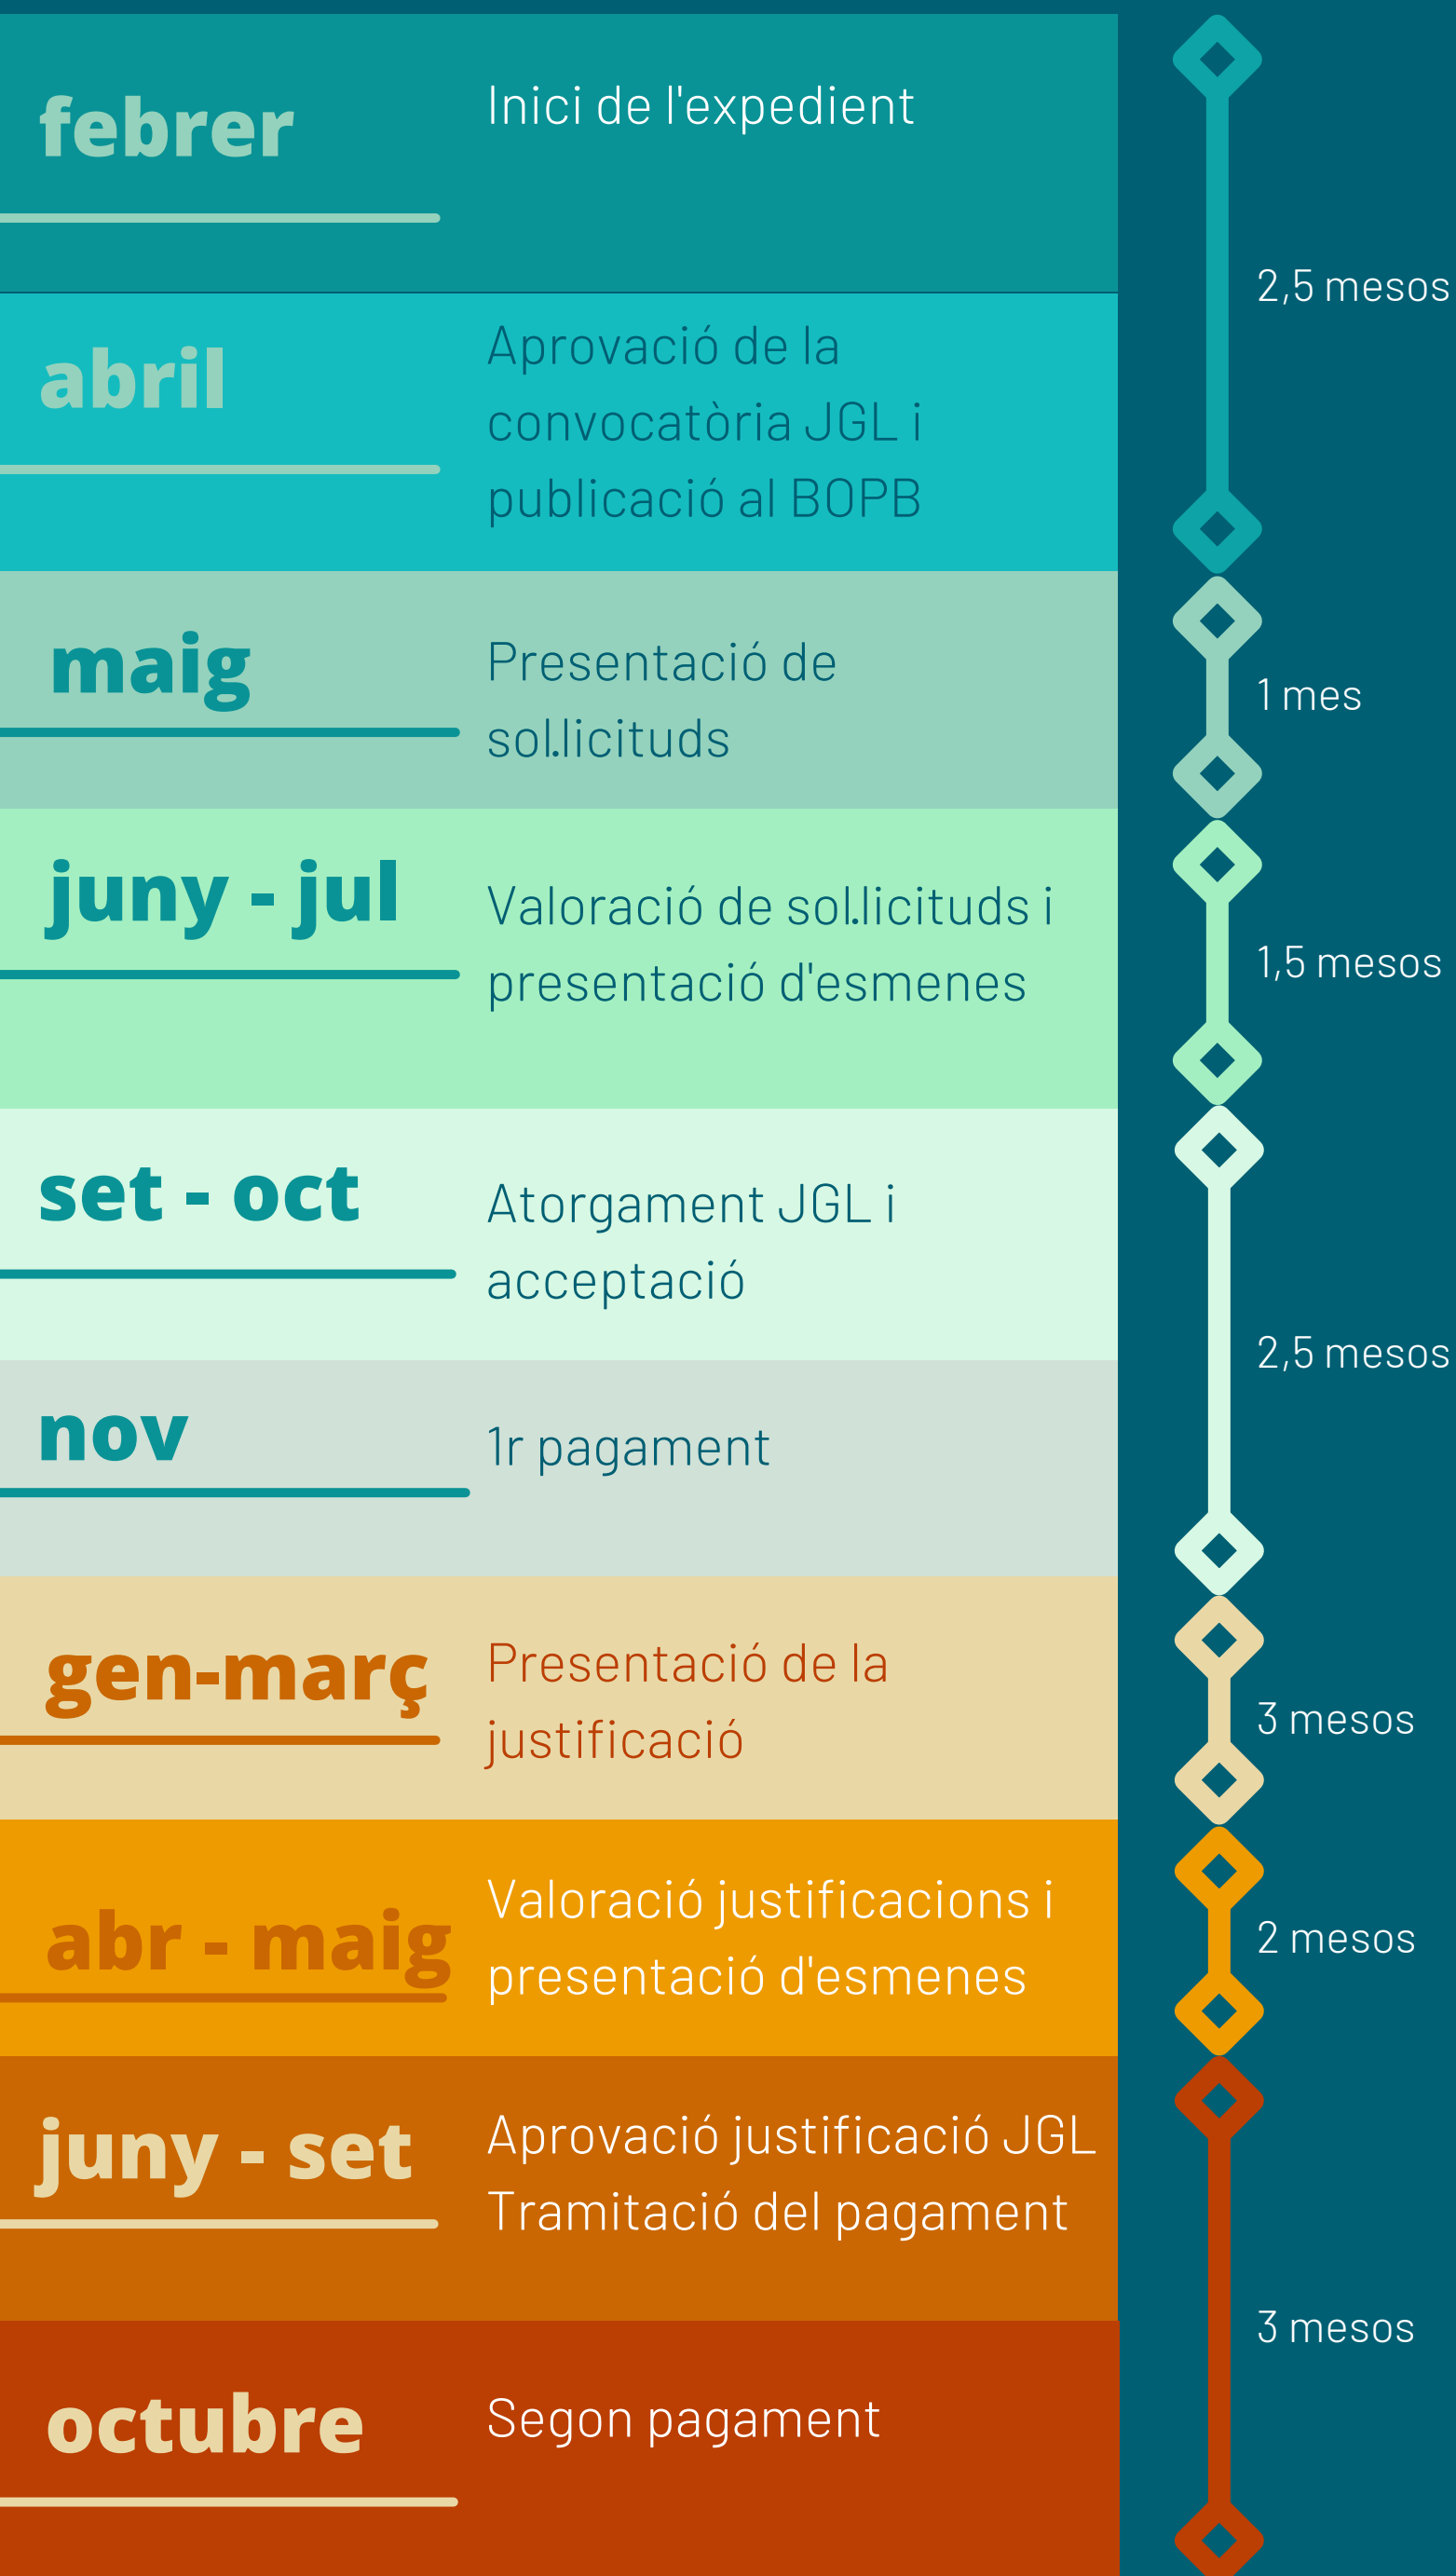 febrer
Inici de l'expedient
2,5 mesos
abril
Aprovació de la
convocatòria JGL i
publicació al BOPB
maig
Presentació de
sol.licituds
1 mes
juny - jul
Valoració de sol.licituds i
presentació d'esmenes
1,5 mesos
set - oct
Atorgament JGL i
acceptació
2,5 mesos
nov
1r pagament
gen-març
Presentació de la
justificació
3 mesos
abr - maig
Valoració justificacions i
presentació d'esmenes
2 mesos
juny - set
Aprovació justificació JGL
Tramitació del pagament
3 mesos
octubre
Segon pagament